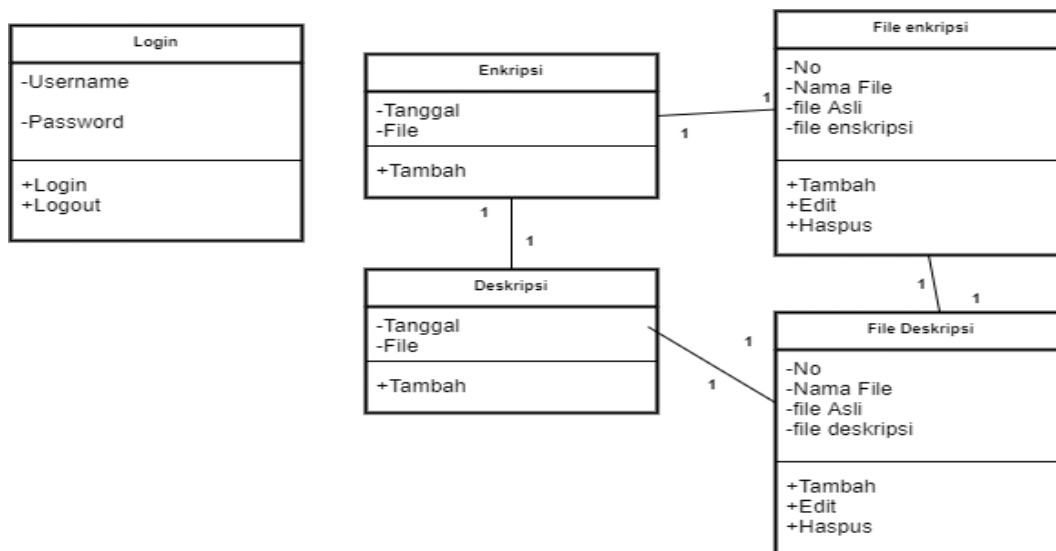 Login
-Username
-Password
+Login
+Logout
Enkripsi
-Tanggal
-File
+Tambah
1
1
File enkripsi
-No
-Nama File
-file Asli
-file enskripsi
+Tambah
+Edit
+Haspus
1
1
Deskripsi
-Tanggal
-File
+Tambah
1
1
1
1
File Deskripsi
-No
-Nama File
-file Asli
-file deskripsi
+Tambah
+Edit
+Haspus